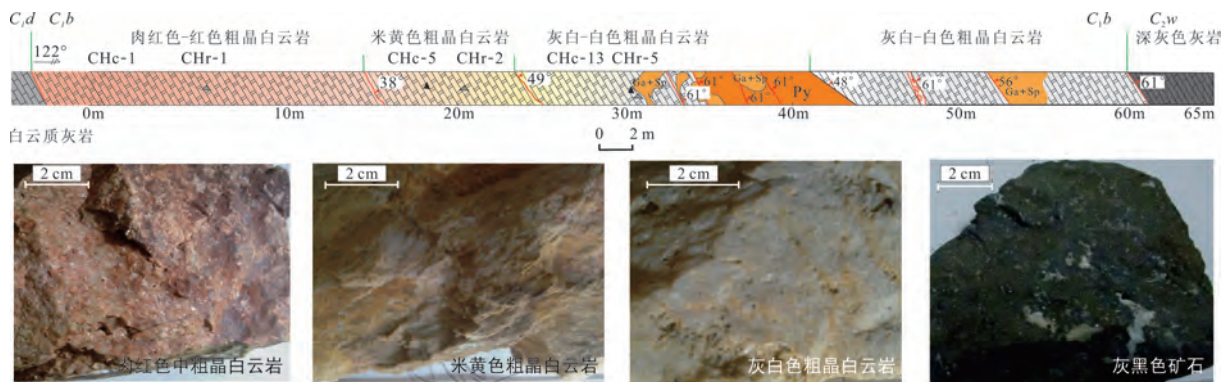 C₁d C₁b C₁b C₂w
肉红色-红色粗晶白云岩 米黄色粗晶白云岩 灰白-白色粗晶白云岩 灰白-白色粗晶白云岩 深灰色灰岩
122° CHc-1 CHr-1 CHc-5 CHr-2 CHc-13 CHr-5
38° 49 Ga+Sp 61° 61° Ga+Sp 61° 61° Py 48° 61° 56° Ga+Sp 61°
0m 10m 20m 30m 40m 50m 60m 65m
白云质灰岩 0 2 m
2 cm 2 cm 2 cm 2 cm
肉红色中粗晶白云岩 米黄色粗晶白云岩 灰白色粗晶白云岩 灰黑色矿石